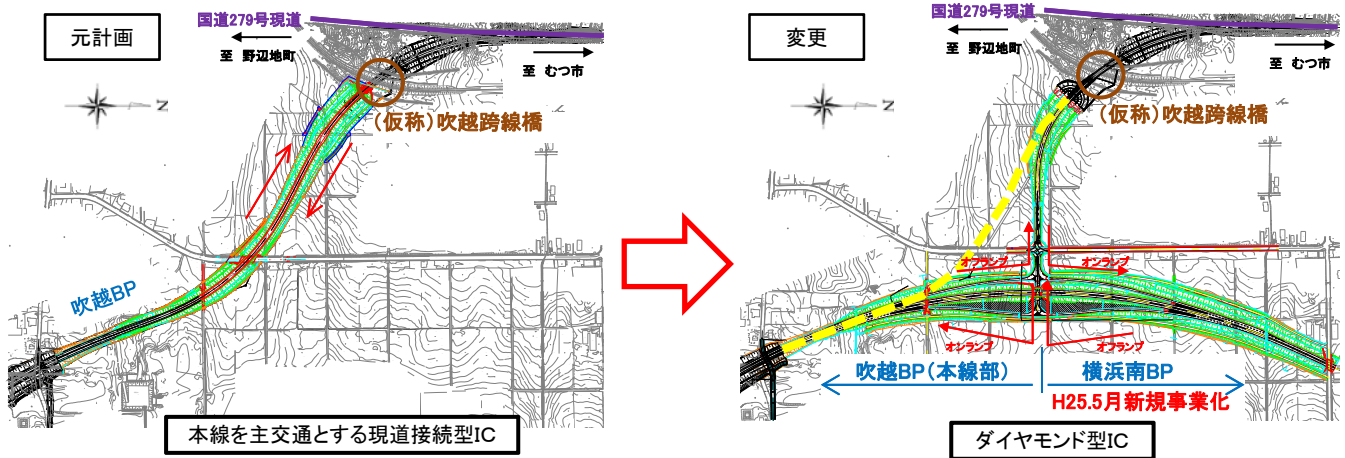 元計画
国道279号現道
至 野辺地町
至 むつ市
(仮称)吹越跨線橋
吹越BP
本線を主交通とする現道接続型IC
変更
国道279号現道
至 野辺地町
至 むつ市
(仮称)吹越跨線橋
オフランプ
オンランプ
オンランプ
オフランプ
吹越BP(本線部)
横浜南BP
H25.5月新規事業化
ダイヤモンド型IC